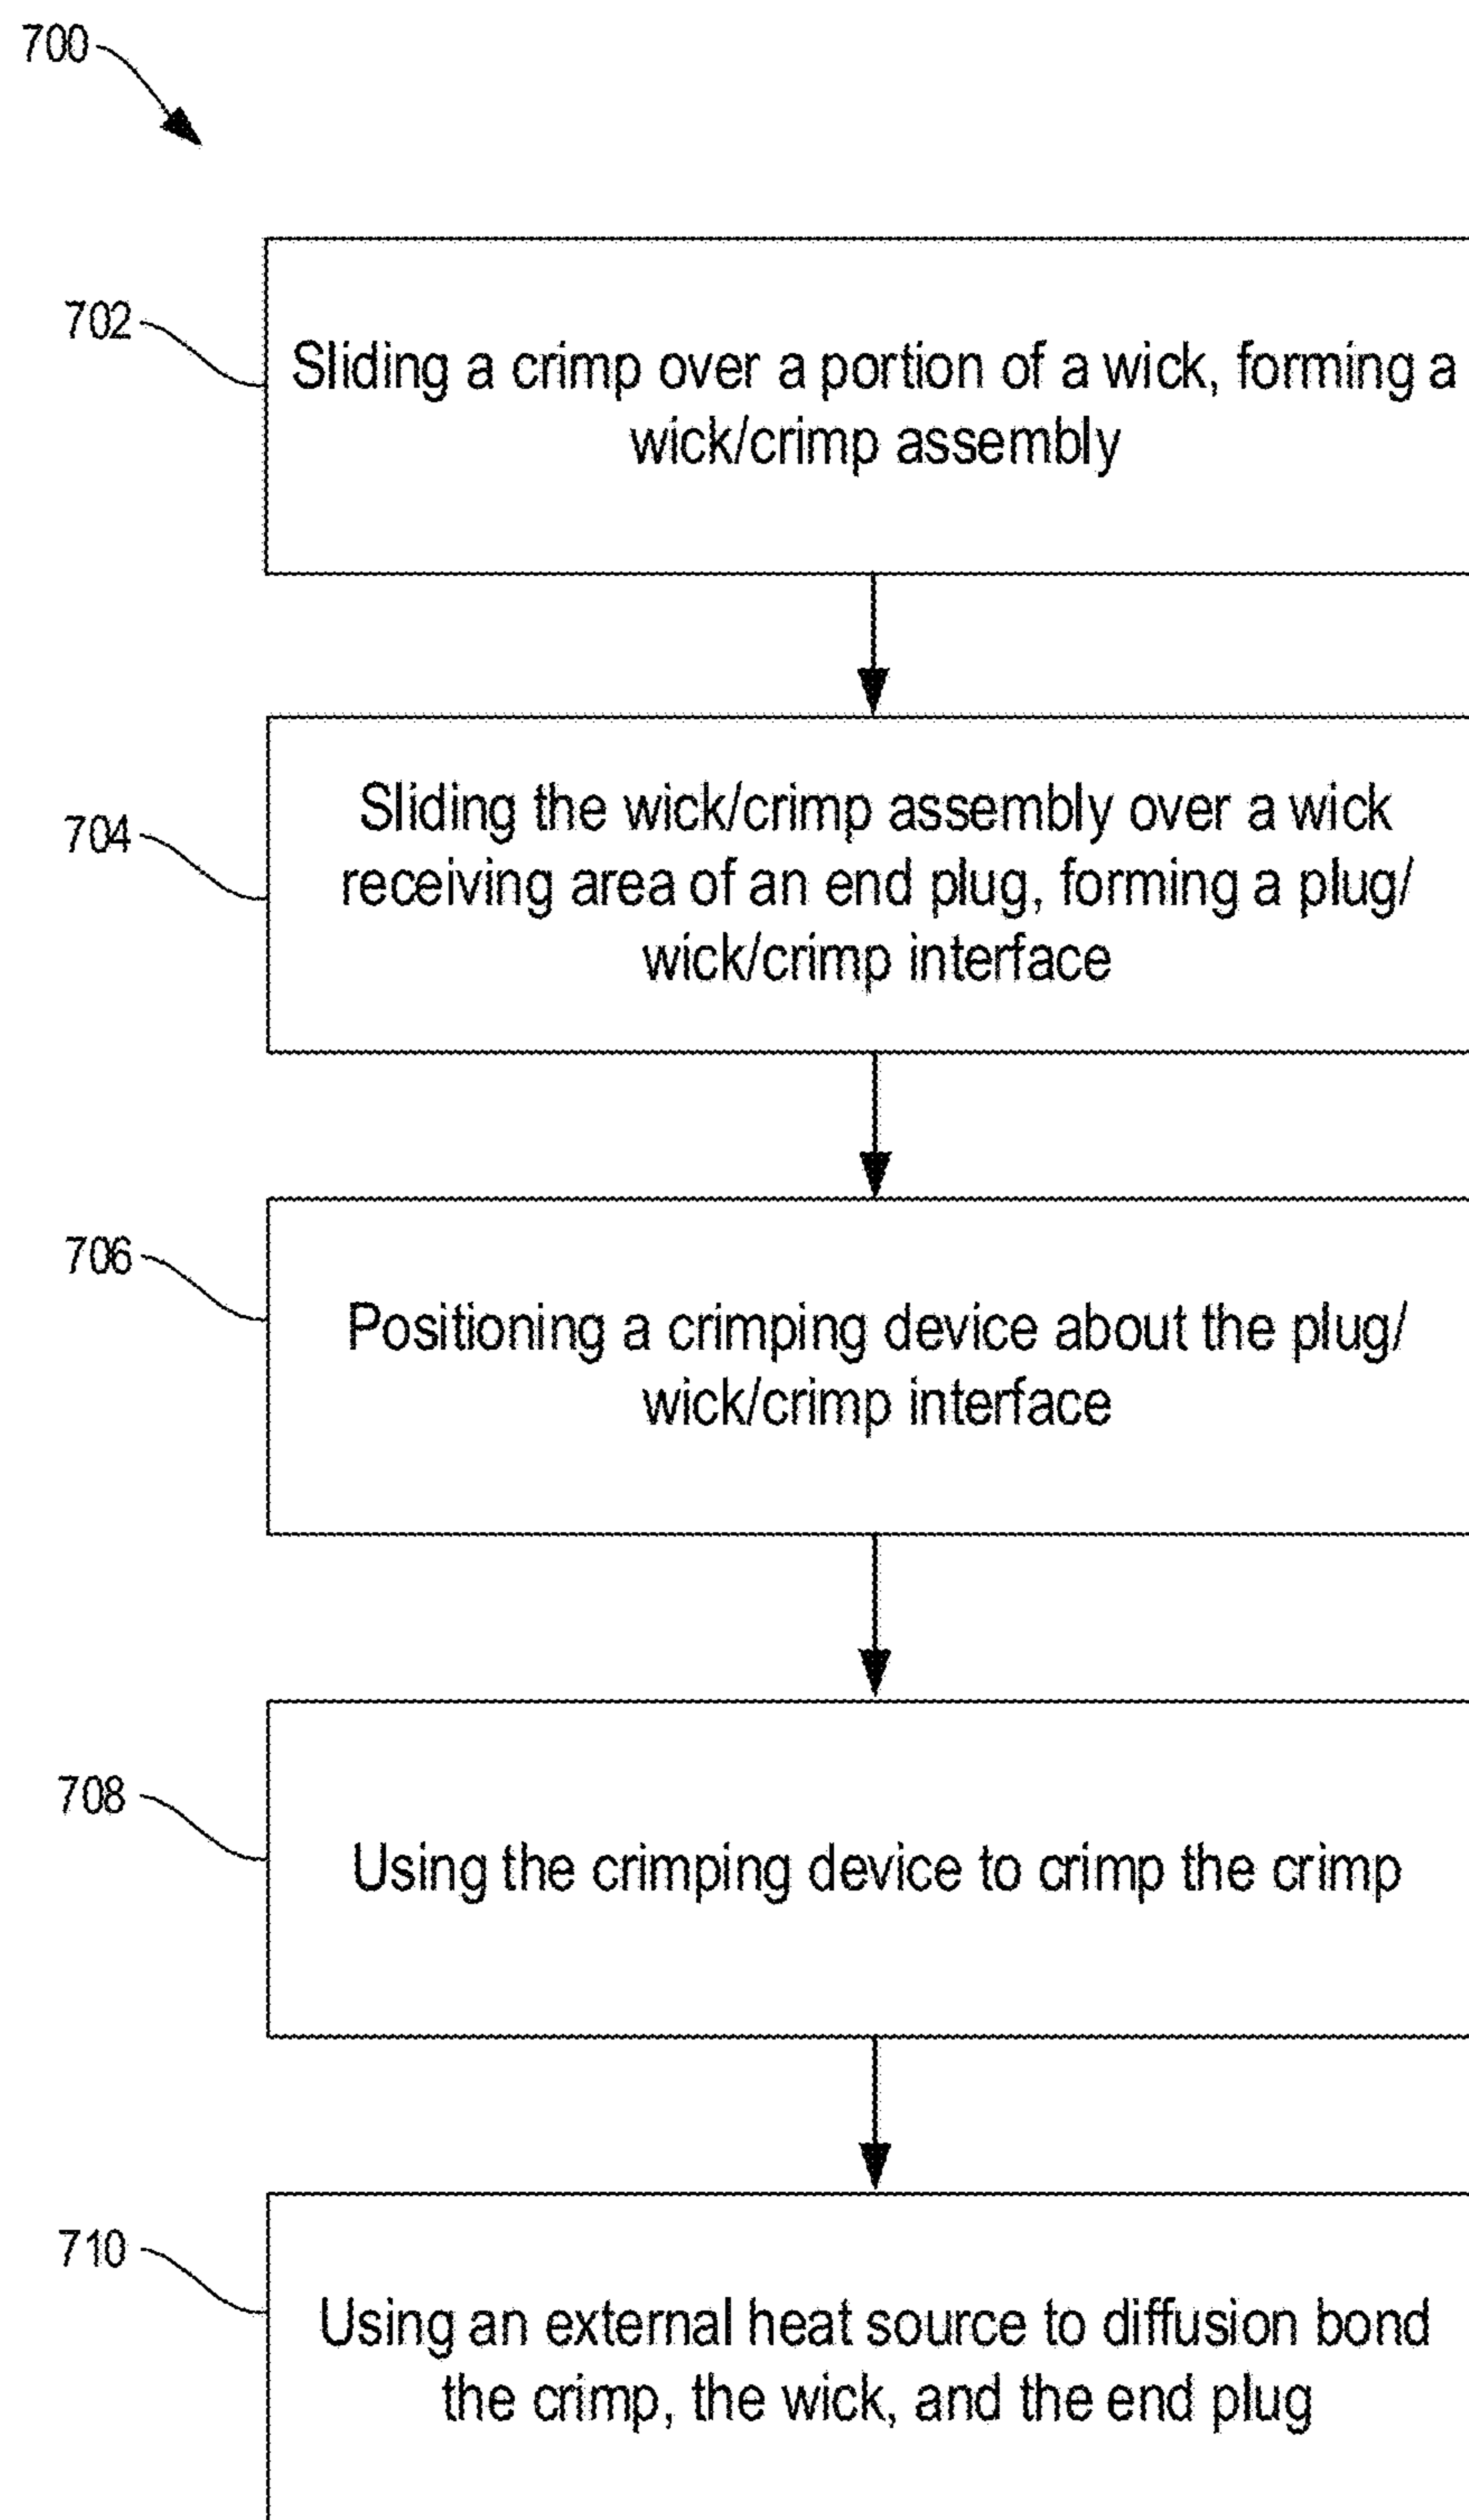 700
702
Sliding a crimp over a portion of a wick, forming a
wick/crimp assembly
704
Sliding the wick/crimp assembly over a wick
receiving area of an end plug, forming a plug/
wick/crimp interface
706
Positioning a crimping device about the plug/
wick/crimp interface
708
Using the crimping device to crimp the crimp
710
Using an external heat source to diffusion bond
the crimp, the wick, and the end plug